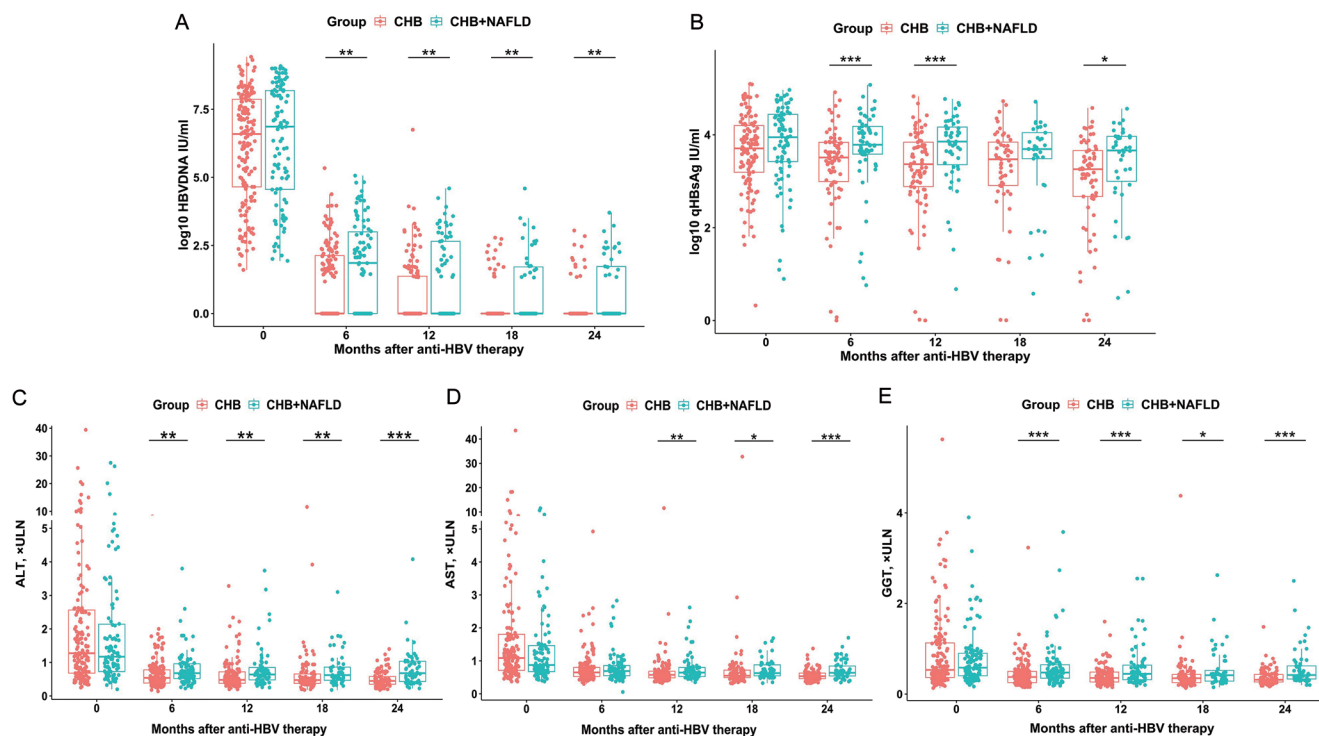 A
Group CHB CHB+NAFLD
** ** ** **
log10 HBVDNA IU/ml
7.5
5.0
2.5
0.0
0 6 12 18 24
Months after anti-HBV therapy
B
Group CHB CHB+NAFLD
*** *** *
log10 qHBsAg IU/ml
4
2
0
0 6 12 18 24
Months after anti-HBV therapy
C
Group CHB CHB+NAFLD
** ** ** ***
ALT, ×ULN
40
30
20
10
5
4
3
2
1
0
0 6 12 18 24
Months after anti-HBV therapy
D
Group CHB CHB+NAFLD
** * ***
AST, ×ULN
40
30
20
10
5
4
3
2
1
0
0 6 12 18 24
Months after anti-HBV therapy
E
Group CHB CHB+NAFLD
*** *** * ***
GGT, ×ULN
4
2
0
0 6 12 18 24
Months after anti-HBV therapy